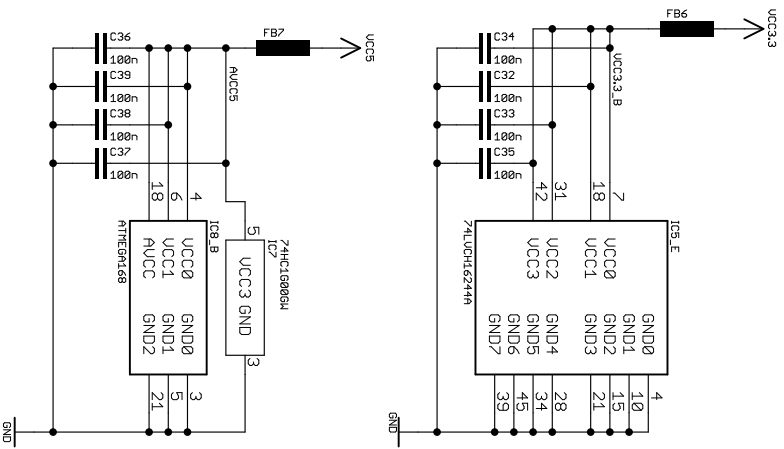 C36
100n
C39
100n
C38
100n
C37
100n
FB7
VCC5
AVCC5
18
6
4
ATMEGA168
AVCC
VCC1
VCC0
GND2
GND1
GND0
IC8_B
21
5
3
5
IC7
74HC1G00GW
VCC3 GND
3
GND
C34
100n
C32
100n
C33
100n
C35
100n
FB6
VCC3.3
VCC3.3_B
42
31
18
7
74LVCH16244A
VCC3
VCC2
VCC1
VCC0
IC5_E
GND7
GND6
GND5
GND4
GND3
GND2
GND1
GND0
39
45
34
28
21
15
10
4
GND